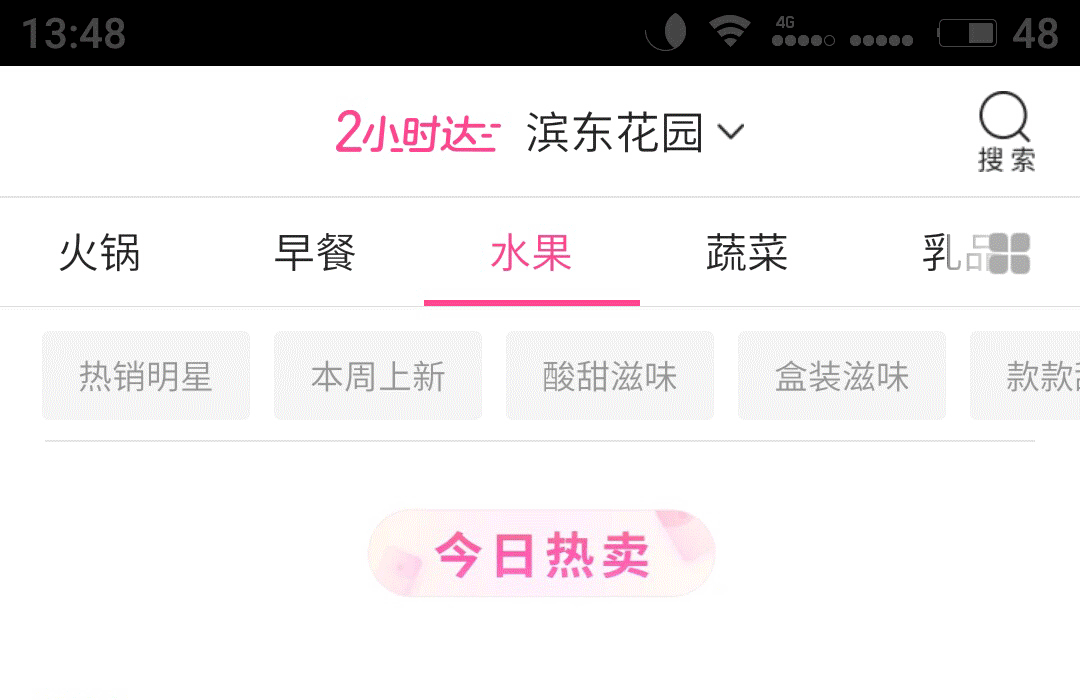 13:48 4G 48
2小时达 滨东花园
搜索
火锅 早餐 水果 蔬菜 乳品
热销明星 本周上新 酸甜滋味 盒装滋味 款款
今日热卖